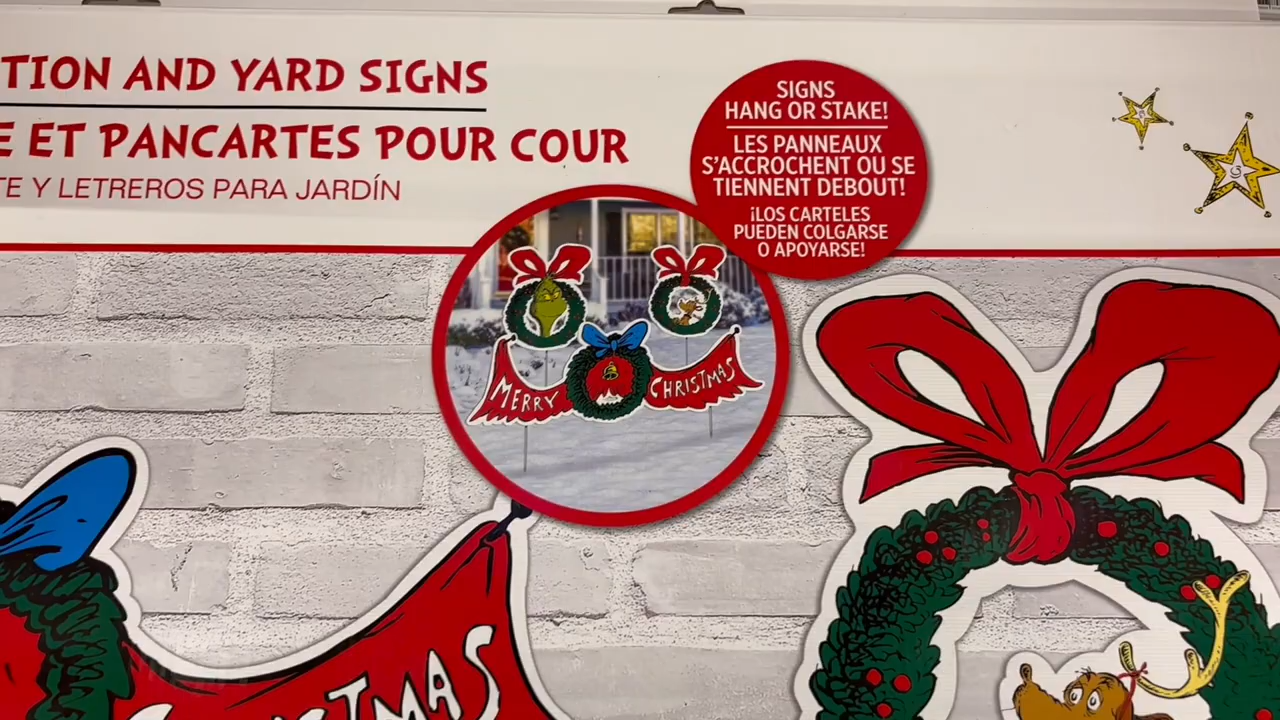 TION AND YARD SIGNS
E ET PANCARTES POUR COUR
TE Y LETREROS PARA JARDÍN
SIGNS
HANG OR STAKE!
LES PANNEAUX
S'ACCROCHENT OU SE
TIENNENT DEBOUT!
¡LOS CARTELES
PUEDEN COLGARSE
O APOYARSE!
MERRY CHRISTMAS
CHRISTMAS